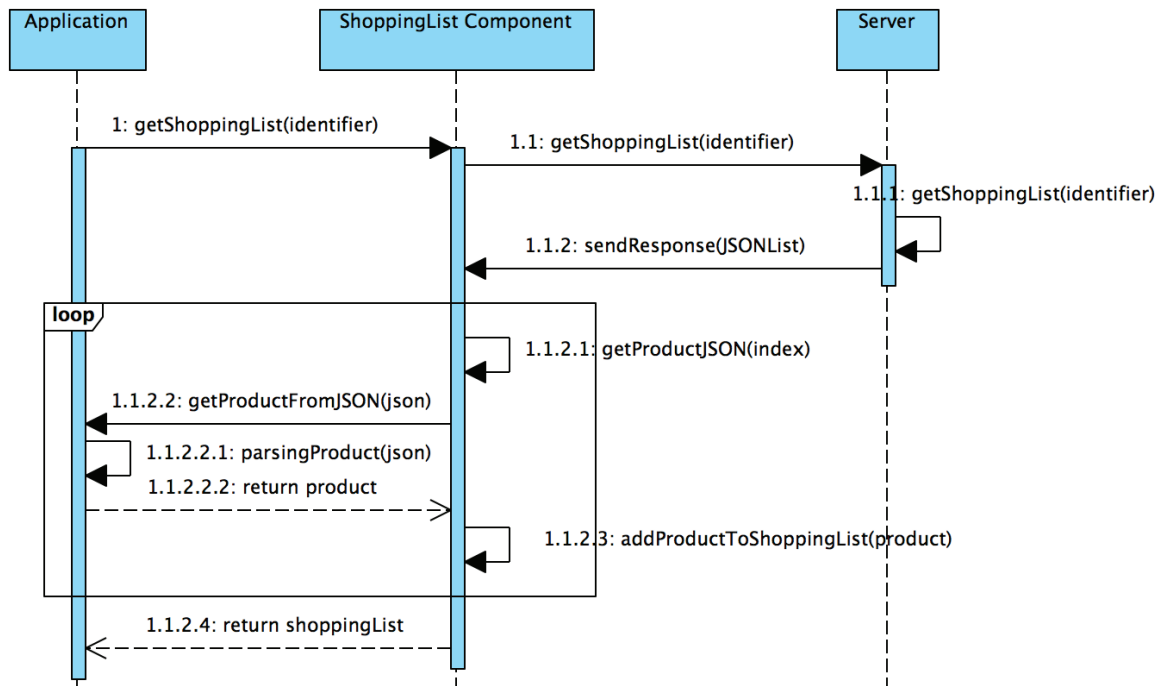 Application
ShoppingList Component
Server
1: getShoppingList(identifier)
1.1: getShoppingList(identifier)
1.1.1: getShoppingList(identifier)
1.1.2: sendResponse(JSONList)
loop
1.1.2.1: getProductJSON(index)
1.1.2.2: getProductFromJSON(json)
1.1.2.2.1: parsingProduct(json)
1.1.2.2.2: return product
1.1.2.3: addProductToShoppingList(product)
1.1.2.4: return shoppingList